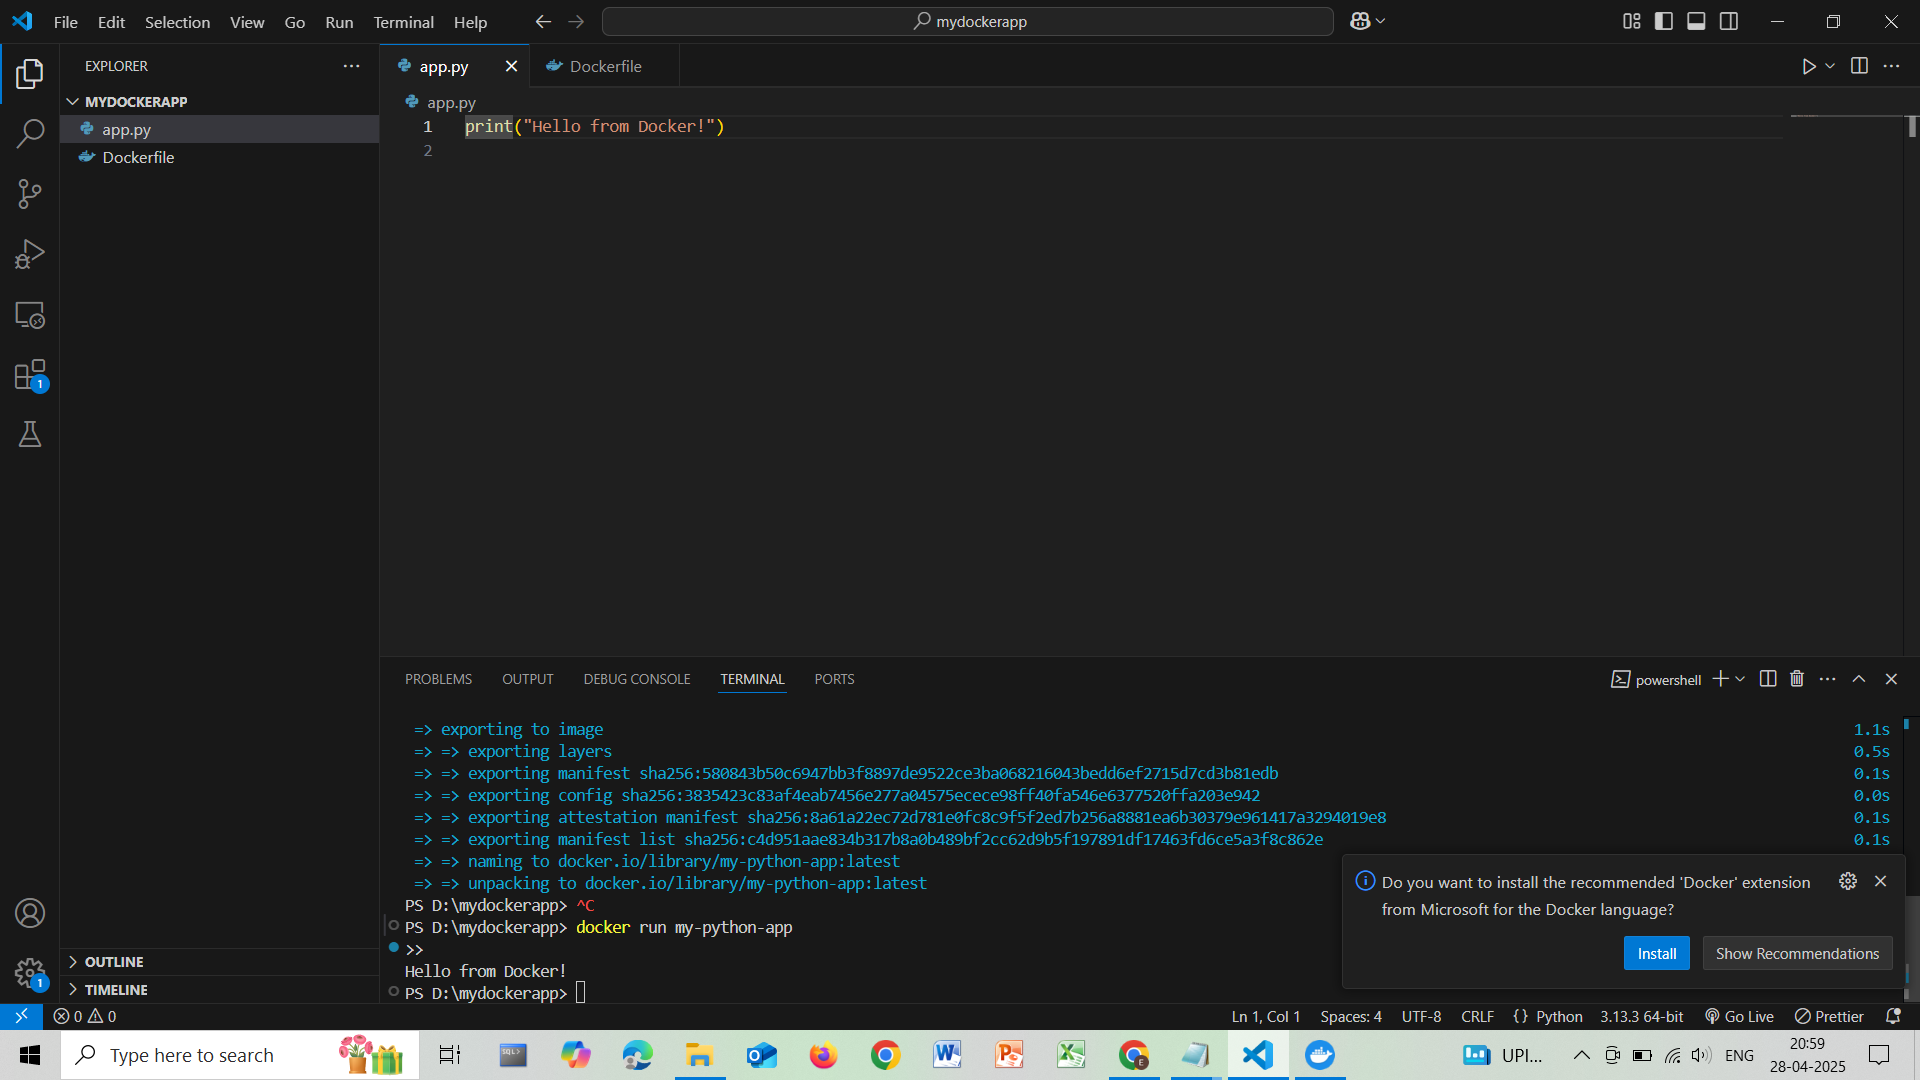 File Edit Selection View Go Run Terminal Help
mydockerapp
EXPLORER
MYDOCKERAPP
app.py
Dockerfile
app.py
Dockerfile
app.py
1 print("Hello from Docker!")
2
PROBLEMS OUTPUT DEBUG CONSOLE TERMINAL PORTS
powershell
=> exporting to image 1.1s
=> => exporting layers 0.5s
=> => exporting manifest sha256:580843b50c6947bb3f8897de9522ce3ba068216043bedd6ef2715d7cd3b81edb 0.1s
=> => exporting config sha256:3835423c83af4eab7456e277a04575ecece98ff40fa546e6377520ffa203e942 0.0s
=> => exporting attestation manifest sha256:8a61a22ec72d781e0fc8c9f5f2ed7b256a8881ea6b30379e961417a3294019e8 0.1s
=> => exporting manifest list sha256:c4d951aae834b317b8a0b489bf2cc62d9b5f197891df17463fd6ce5a3f8c862e 0.1s
=> => naming to docker.io/library/my-python-app:latest
=> => unpacking to docker.io/library/my-python-app:latest
PS D:\mydockerapp> ^C
PS D:\mydockerapp> docker run my-python-app
>>
Hello from Docker!
PS D:\mydockerapp>
Do you want to install the recommended 'Docker' extension
from Microsoft for the Docker language?
Install Show Recommendations
OUTLINE
TIMELINE
1
1
0 0
Ln 1, Col 1 Spaces: 4 UTF-8 CRLF {} Python 3.13.3 64-bit Go Live Prettier
Type here to search
SQL>
E
UPI...
ENG
20:59
28-04-2025